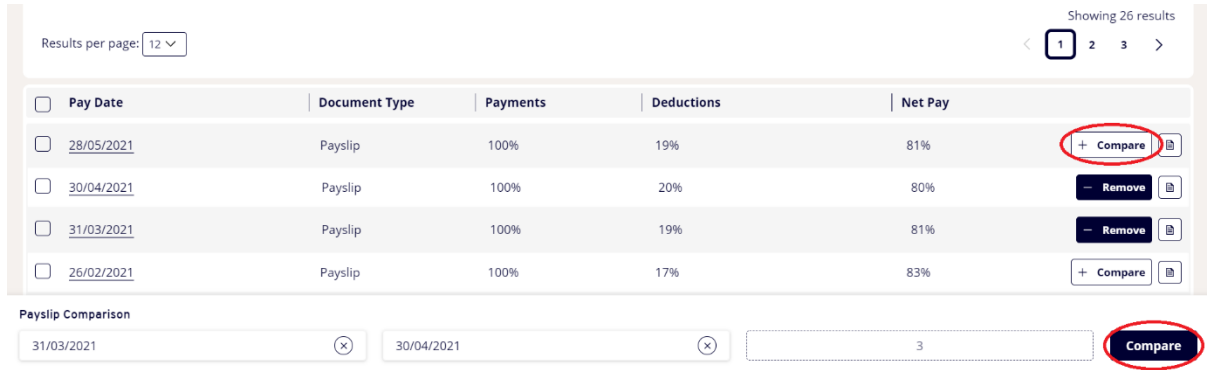 Showing 26 results
Results per page: 12
1 2 3
Pay Date Document Type Payments Deductions Net Pay
28/05/2021 Payslip 100% 19% 81% + Compare
30/04/2021 Payslip 100% 20% 80% − Remove
31/03/2021 Payslip 100% 19% 81% − Remove
26/02/2021 Payslip 100% 17% 83% + Compare
Payslip Comparison
31/03/2021 30/04/2021 3 Compare